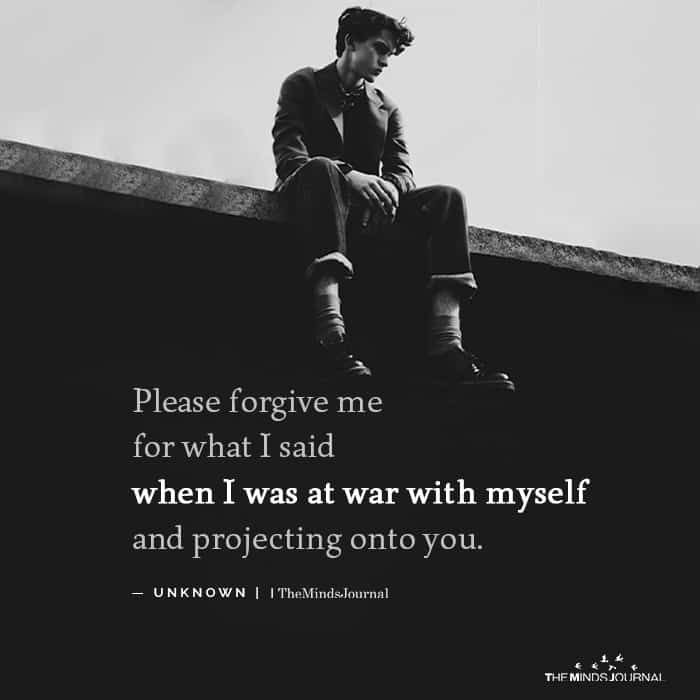 Please forgive me
for what I said
when I was at war with myself
and projecting onto you.
— UNKNOWN | | TheMindsJournal
THE MINDS JOURNAL